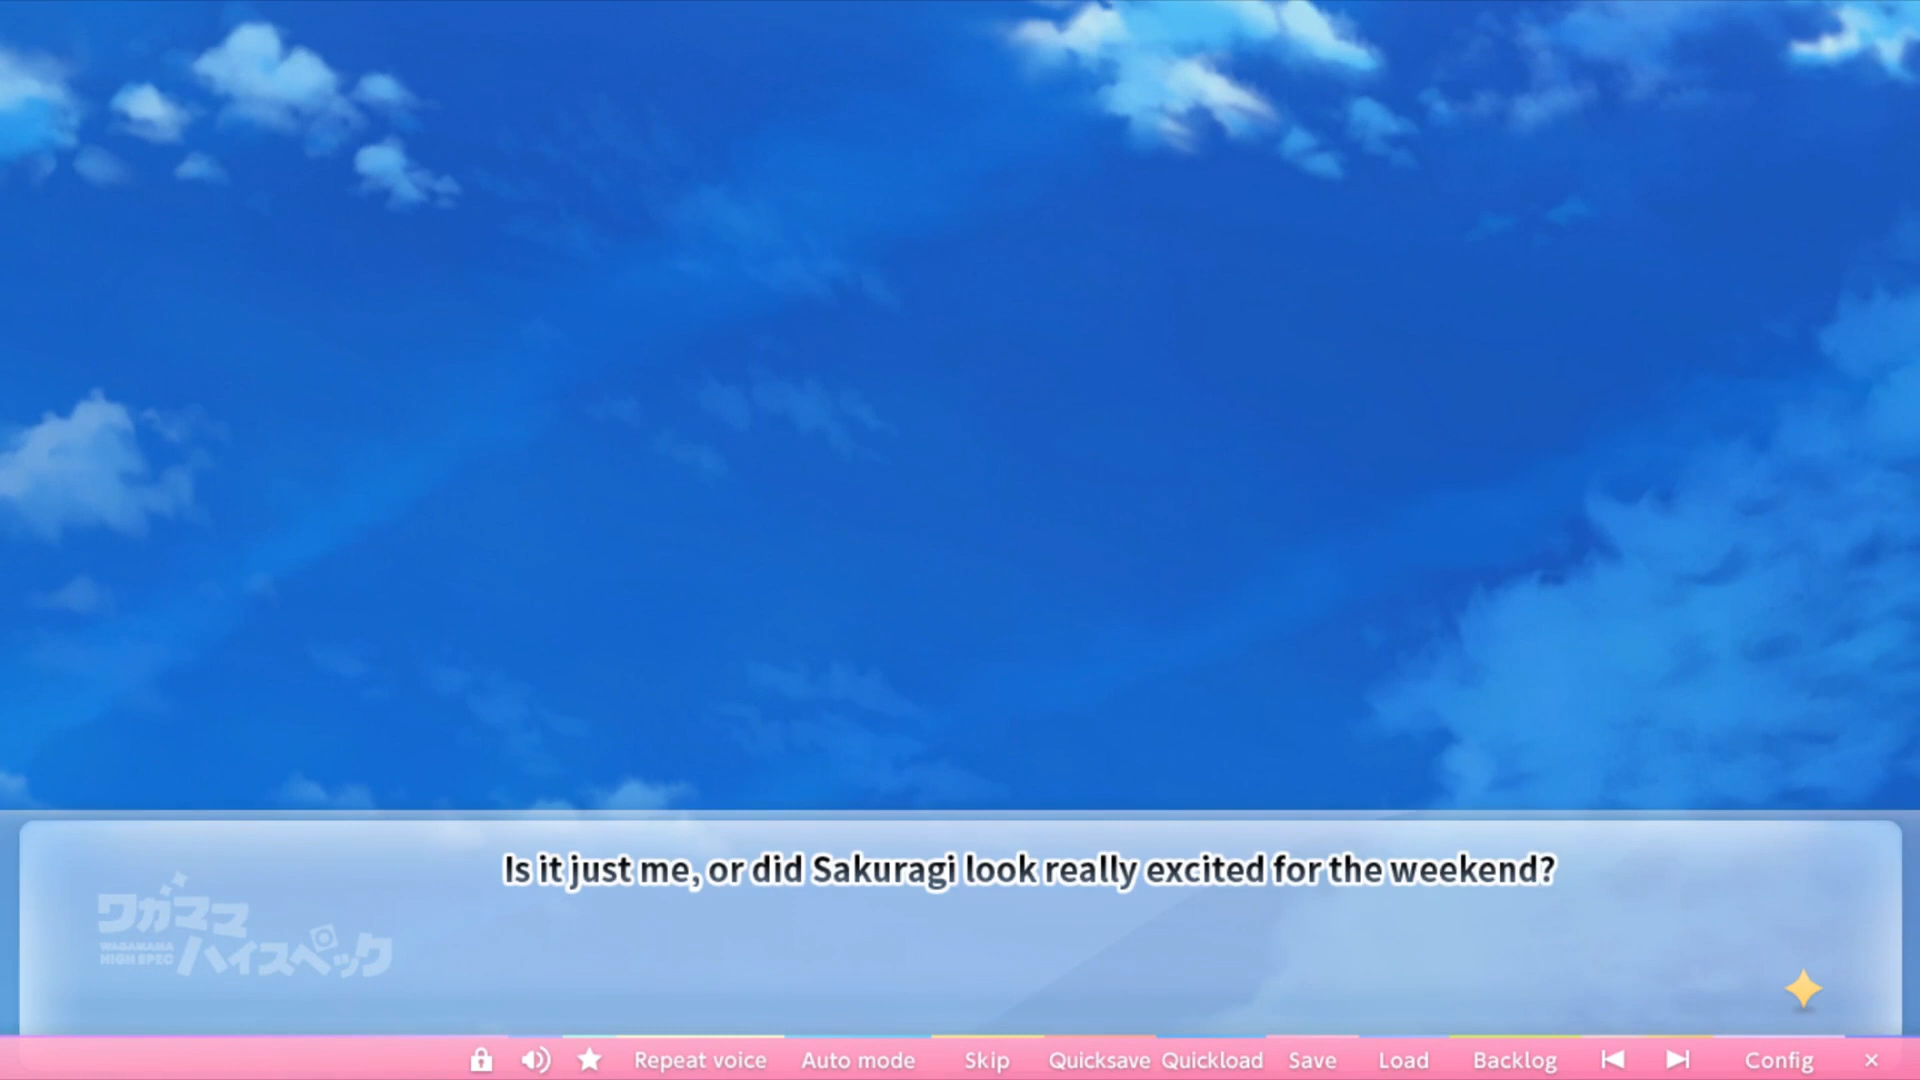 Is it just me, or did Sakuragi look really excited for the weekend?
ワガママ
WAGAMAMA
HIGH SPEC
ハイスペック
Repeat voice Auto mode Skip Quicksave Quickload Save Load Backlog Config